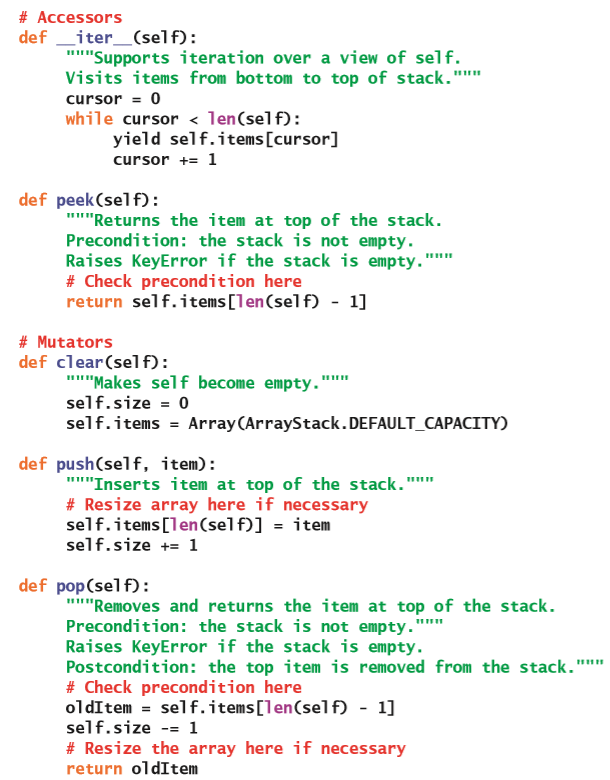 # Accessors
def __iter__(self):
     """Supports iteration over a view of self.
     Visits items from bottom to top of stack."""
     cursor = 0
     while cursor < len(self):
          yield self.items[cursor]
          cursor += 1

def peek(self):
     """Returns the item at top of the stack.
     Precondition: the stack is not empty.
     Raises KeyError if the stack is empty."""
     # Check precondition here
     return self.items[len(self) - 1]

# Mutators
def clear(self):
     """Makes self become empty."""
     self.size = 0
     self.items = Array(ArrayStack.DEFAULT_CAPACITY)

def push(self, item):
     """Inserts item at top of the stack."""
     # Resize array here if necessary
     self.items[len(self)] = item
     self.size += 1

def pop(self):
     """Removes and returns the item at top of the stack.
     Precondition: the stack is not empty."""
     Raises KeyError if the stack is empty.
     Postcondition: the top item is removed from the stack."""
     # Check precondition here
     oldItem = self.items[len(self) - 1]
     self.size -= 1
     # Resize the array here if necessary
     return oldItem